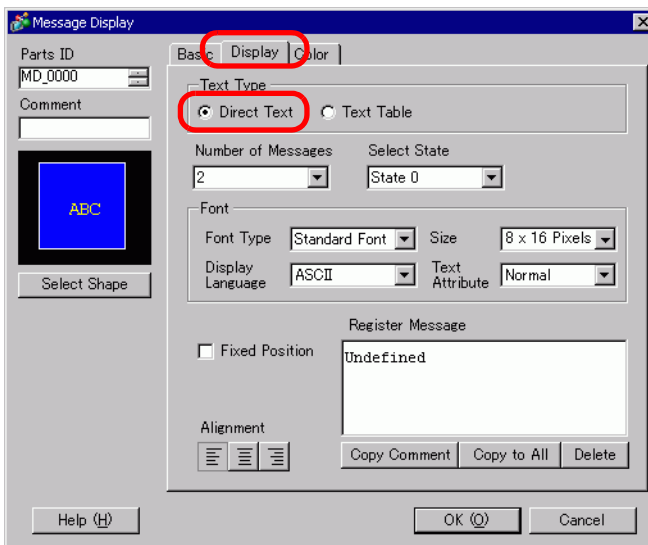 Message Display
Parts ID
MD_0000
Comment
ABC
Select Shape
Basic Display Color
Text Type
Direct Text Text Table
Number of Messages Select State
2 State 0
Font
Font Type Standard Font Size 8 x 16 Pixels
Display Language ASCII Text Attribute Normal
Register Message
Fixed Position
Undefined
Alignment
Copy Comment Copy to All Delete
Help (H) OK (O) Cancel